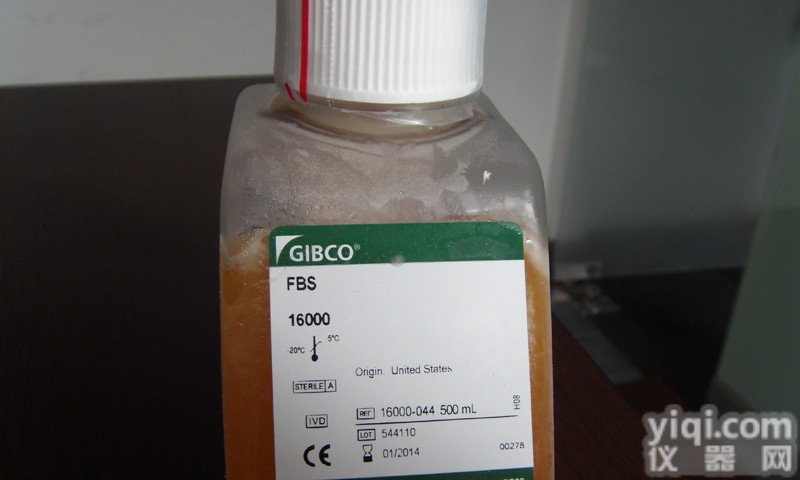 GIBCO®
FBS
16000
-20°C 5°C
Origin: United States
STERILE A
REF 16000-044 500 mL
H08
IVD
LOT 544110
01/2014
00278
CE
yiqi.com
仪器网